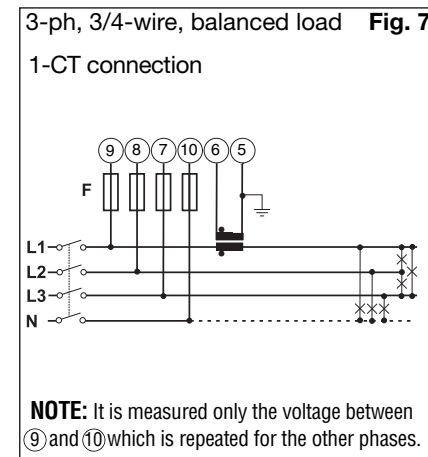 3-ph, 3/4-wire, balanced load Fig. 7
1-CT connection
9 8 7 10 6 5
F
L1
L2
L3
N
NOTE: It is measured only the voltage between
9 and 10 which is repeated for the other phases.